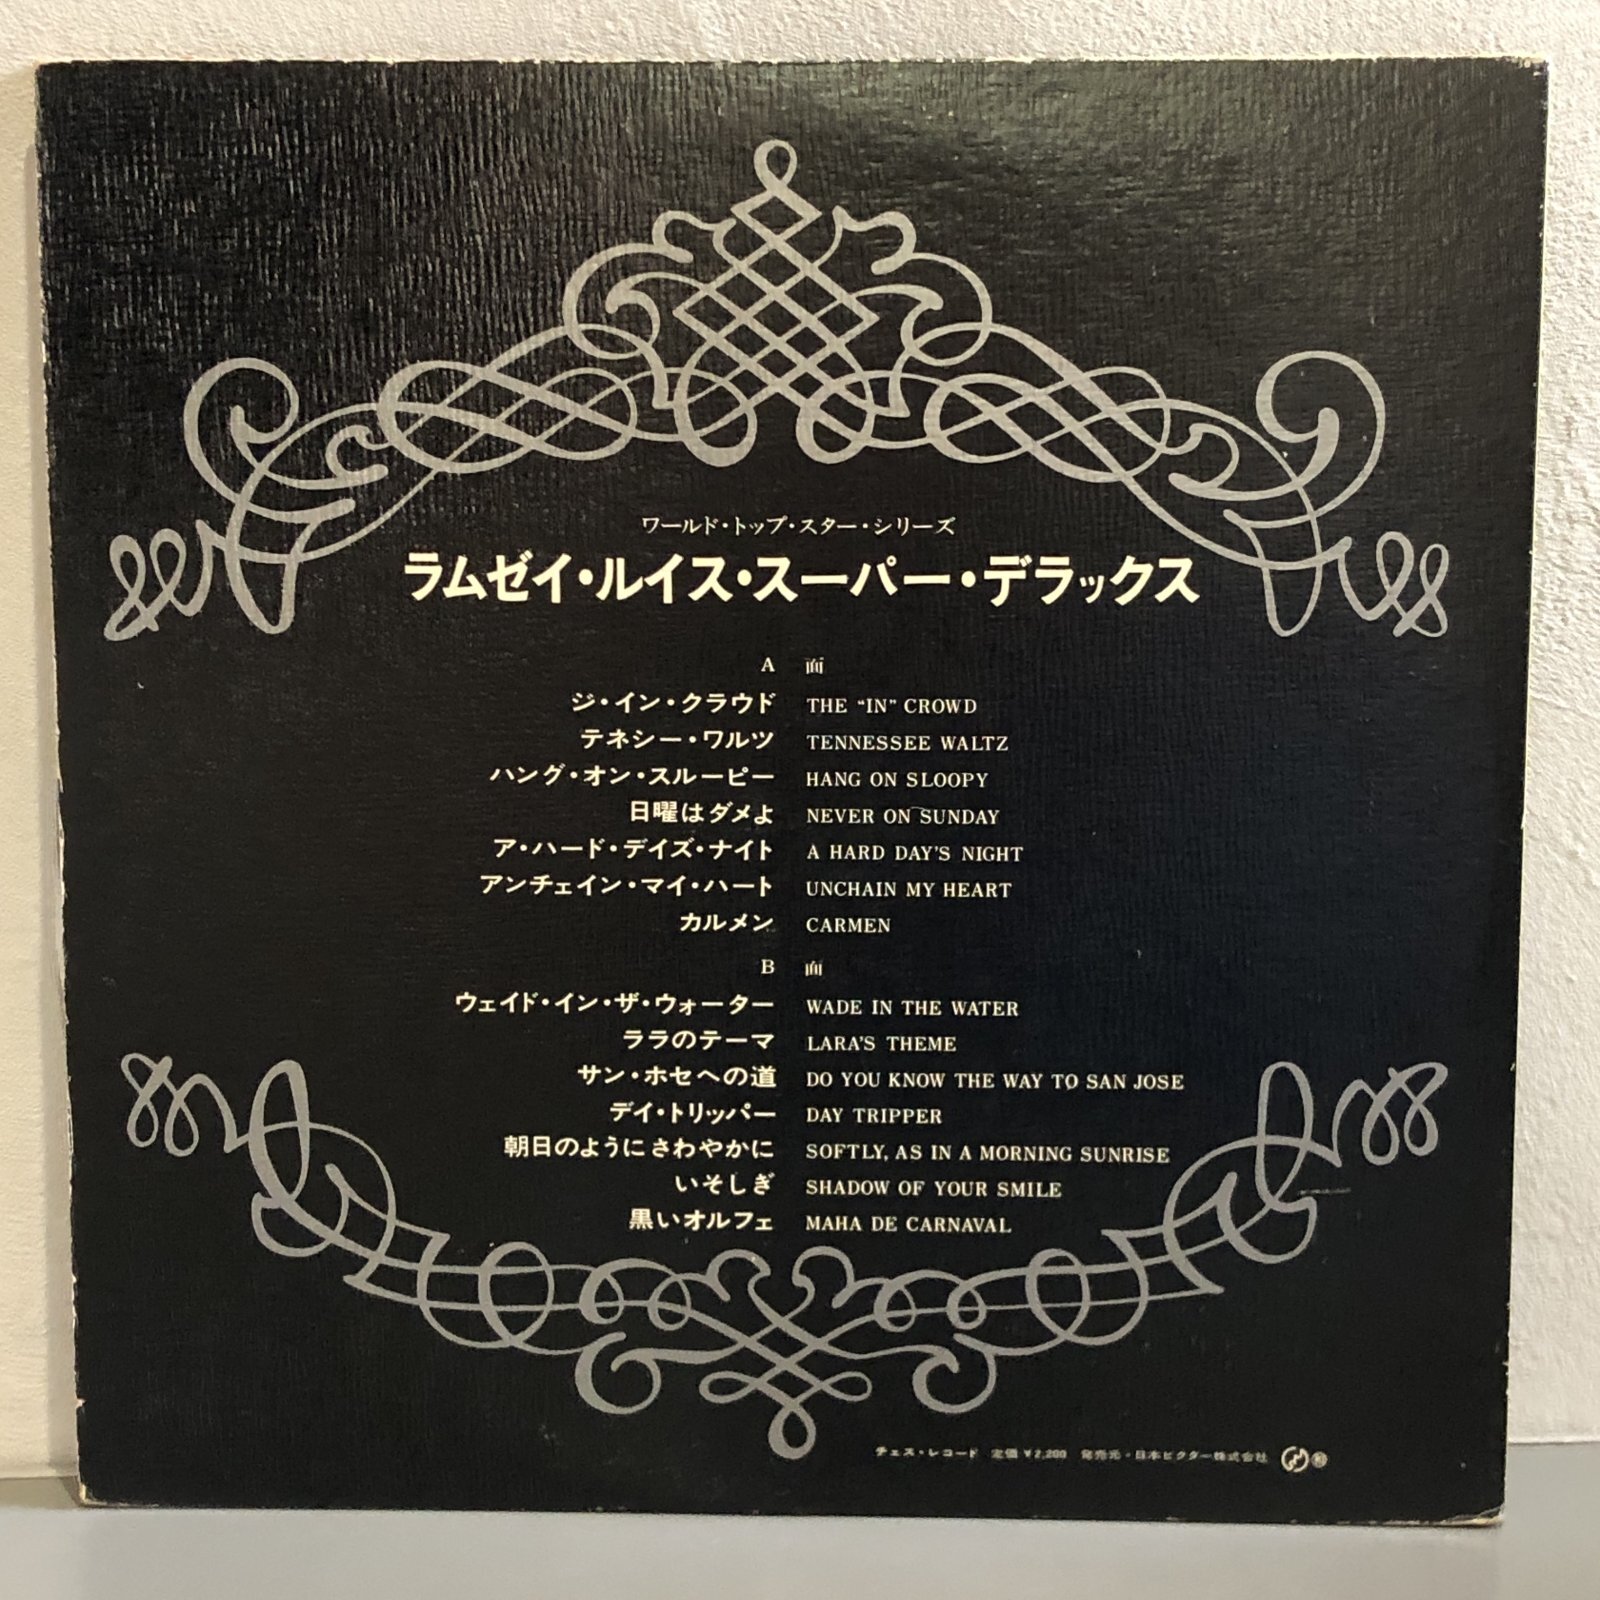 ワールド・トップ・スター・シリーズ
ラムゼイ・ルイス・スーパー・デラックス
A 面
ジ・イン・クラウド THE “IN” CROWD
テネシー・ワルツ TENNESSEE WALTZ
ハング・オン・スルーピー HANG ON SLOOPY
日曜はダメよ NEVER ON SUNDAY
ア・ハード・デイズ・ナイト A HARD DAY'S NIGHT
アンチェイン・マイ・ハート UNCHAIN MY HEART
カルメン CARMEN
B 面
ウェイド・イン・ザ・ウォーター WADE IN THE WATER
ララのテーマ LARA'S THEME
サン・ホセへの道 DO YOU KNOW THE WAY TO SAN JOSE
デイ・トリッパー DAY TRIPPER
朝日のようにさわやかに SOFTLY, AS IN A MORNING SUNRISE
いそしぎ SHADOW OF YOUR SMILE
黒いオルフェ MAHA DE CARNAVAL
チェス・レコード 定価 ¥2,200 発売元・日本ビクター株式会社